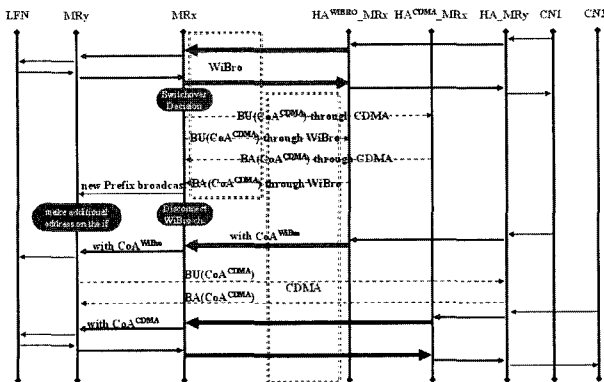 LFN MRy MRx HA^WIBRO_MRx HA^CDMA_MRx HA_MRy CN1 CN
WiBro
Switchover
Decision
BU(CoA^CDMA) through CDMA
BU(CoA^CDMA) through WiBro
BA(CoA^CDMA) through CDMA
new Prefix broadcast
BA(CoA^CDMA) through WiBro
make additional
address on the if
with CoA^WiBro
with CoA^WiBro
BU(CoA^CDMA)
CDMA
BA(CoA^CDMA)
with CoA^CDMA